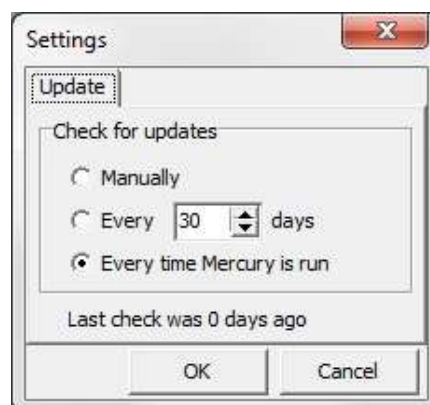 Settings
Update
Check for updates
Manually
Every 30 days
Every time Mercury is run
Last check was 0 days ago
OK Cancel